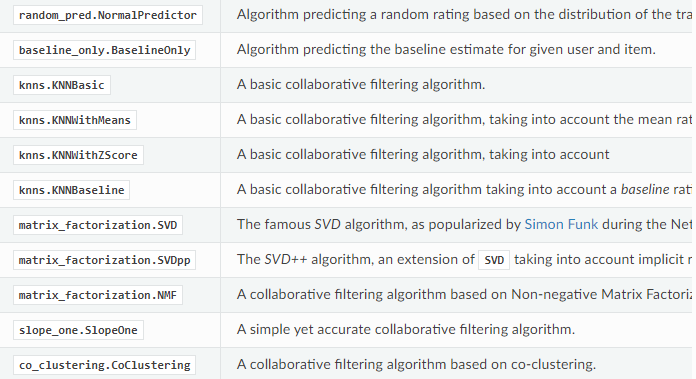 random_pred.NormalPredictor Algorithm predicting a random rating based on the distribution of the
baseline_only.BaselineOnly Algorithm predicting the baseline estimate for given user and item.
knns.KNNBasic A basic collaborative filtering algorithm.
knns.KNNWithMeans A basic collaborative filtering algorithm, taking into account the mean
knns.KNNWithZScore A basic collaborative filtering algorithm, taking into account
knns.KNNBaseline A basic collaborative filtering algorithm taking into account a baseline
matrix_factorization.SVD The famous SVD algorithm, as popularized by Simon Funk during the
matrix_factorization.SVDpp The SVD++ algorithm, an extension of SVD taking into account implicit
matrix_factorization.NMF A collaborative filtering algorithm based on Non-negative Matrix
slope_one.SlopeOne A simple yet accurate collaborative filtering algorithm.
co_clustering.CoClustering A collaborative filtering algorithm based on co-clustering.